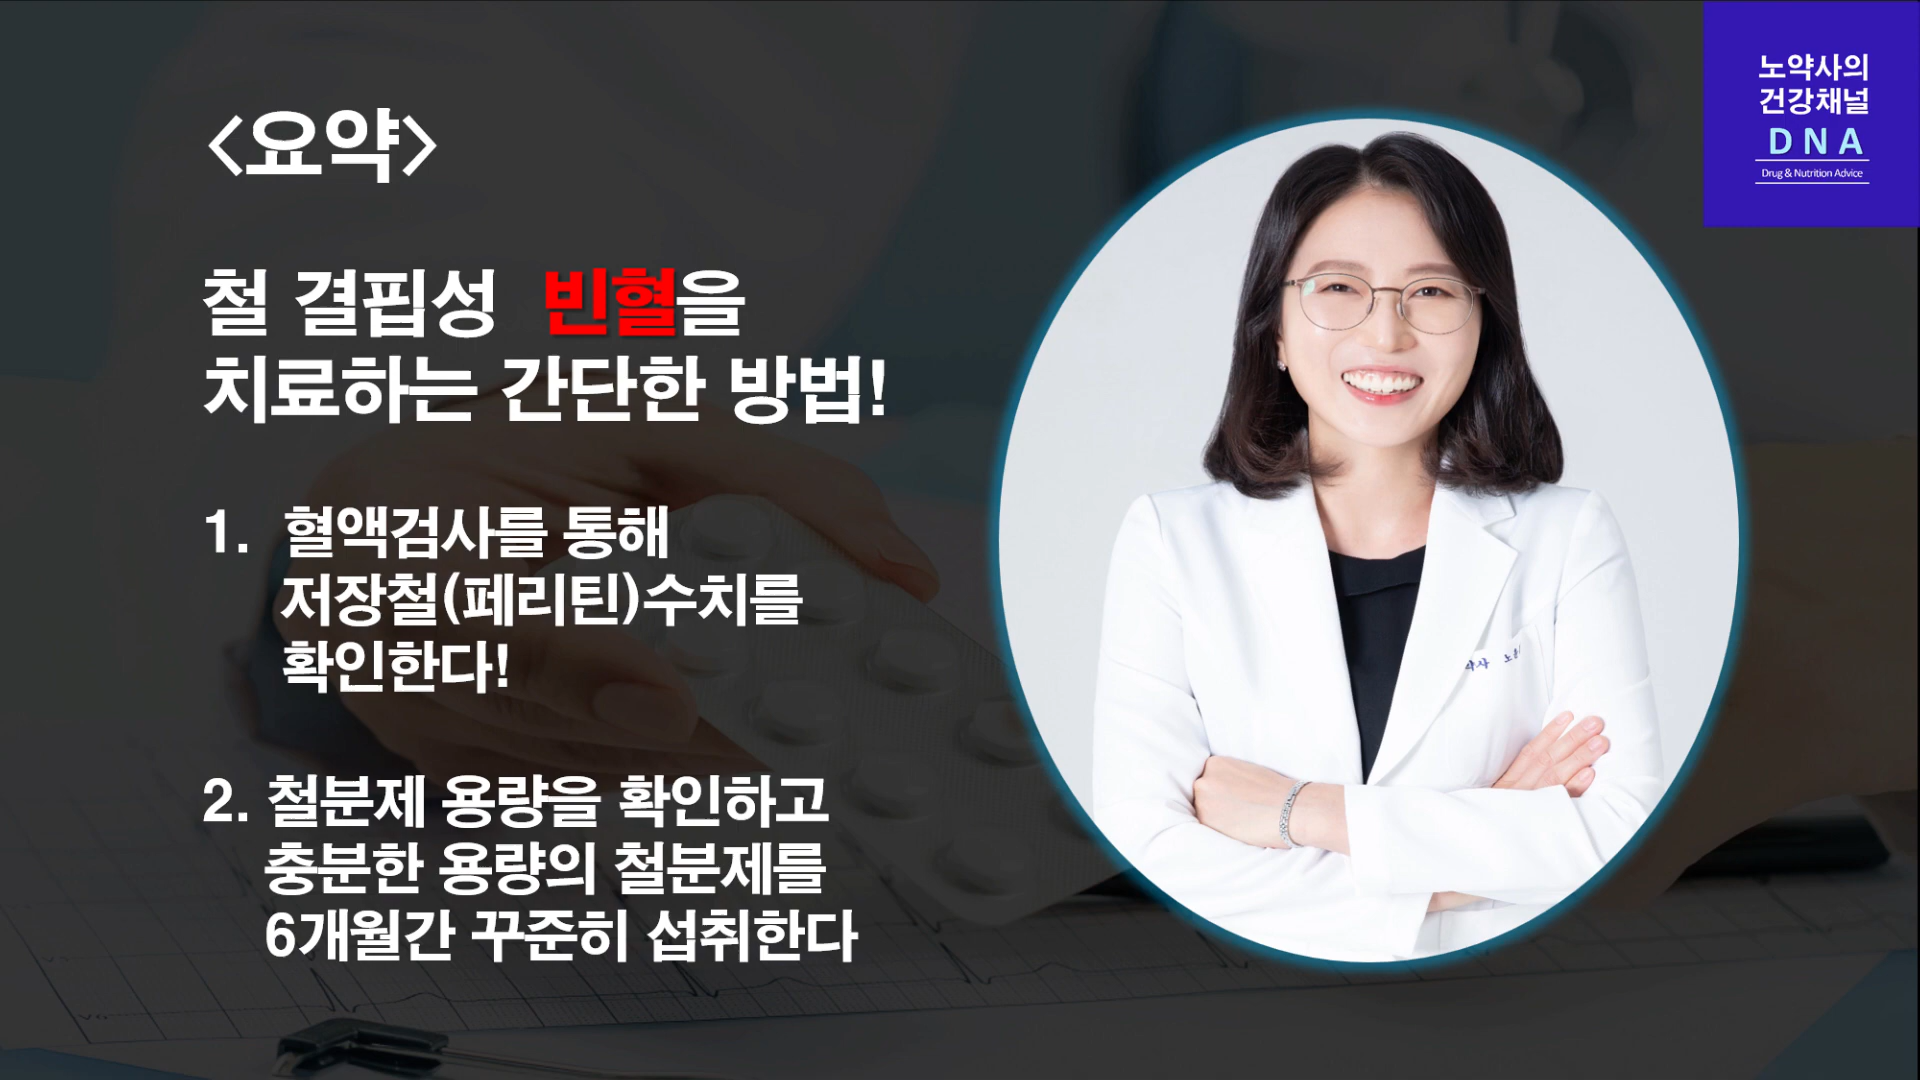 <요약>
철 결핍성 빈혈을
치료하는 간단한 방법!
1. 혈액검사를 통해
저장철(페리틴)수치를
확인한다!
2. 철분제 용량을 확인하고
충분한 용량의 철분제를
6개월간 꾸준히 섭취한다
노약사의
건강채널
DNA
Drug & Nutrition Advice